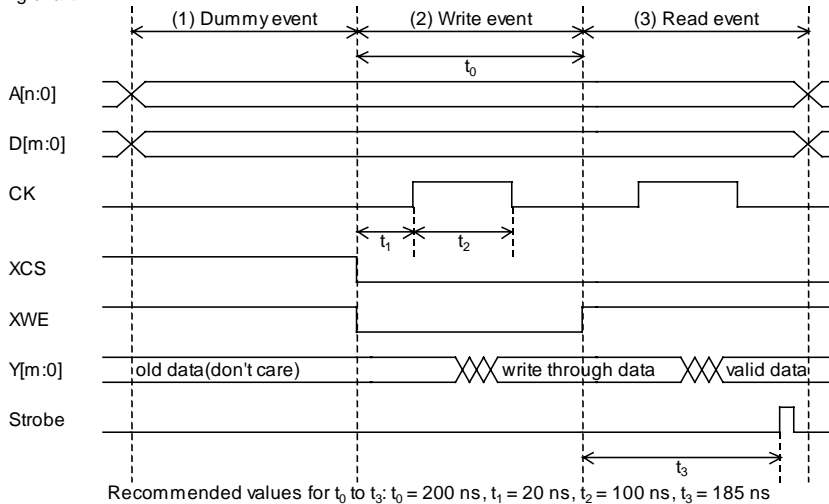 (1) Dummy event (2) Write event (3) Read event
t0
A[n:0]
D[m:0]
CK
t1 t2
XCS
XWE
Y[m:0] old data(don't care) write through data valid data
Strobe
t3
Recommended values for t0 to t3: t0 = 200 ns, t1 = 20 ns, t2 = 100 ns, t3 = 185 ns